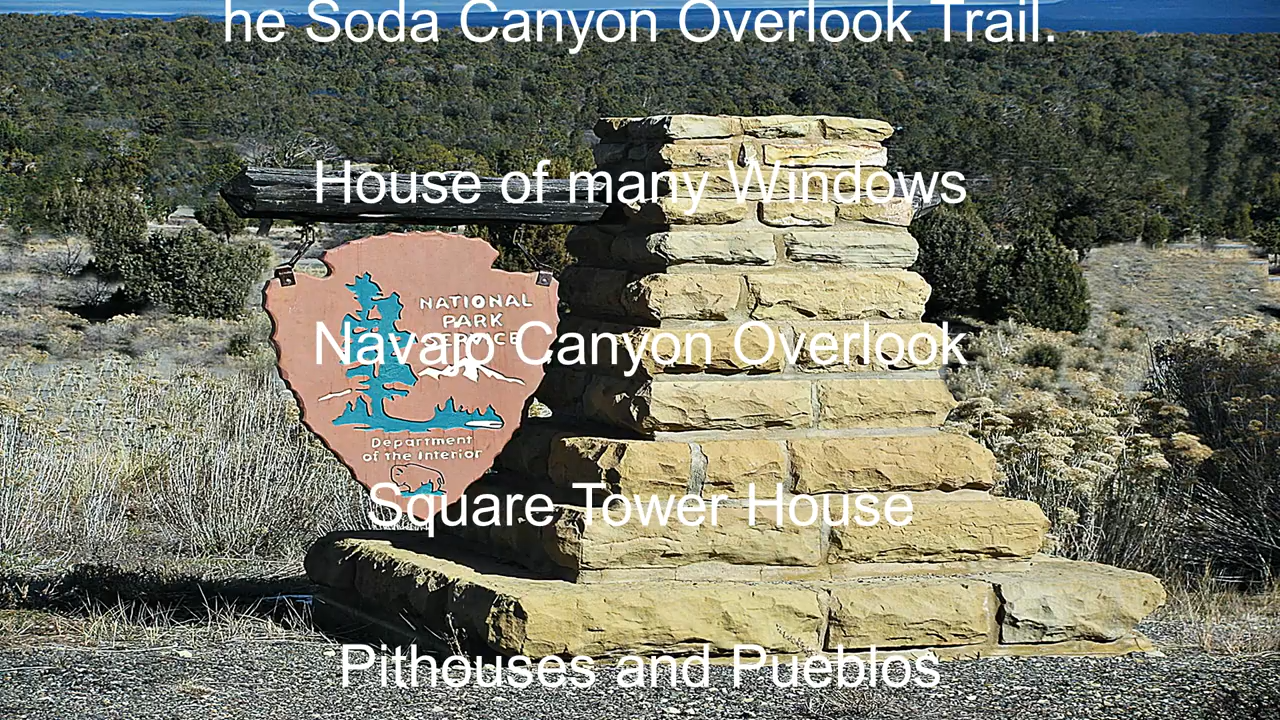 he Soda Canyon Overlook Trail.
House of many Windows
NATIONAL
PARK
SERVICE
Navajo Canyon Overlook
Department
of the Interior
Square Tower House
Pithouses and Pueblos